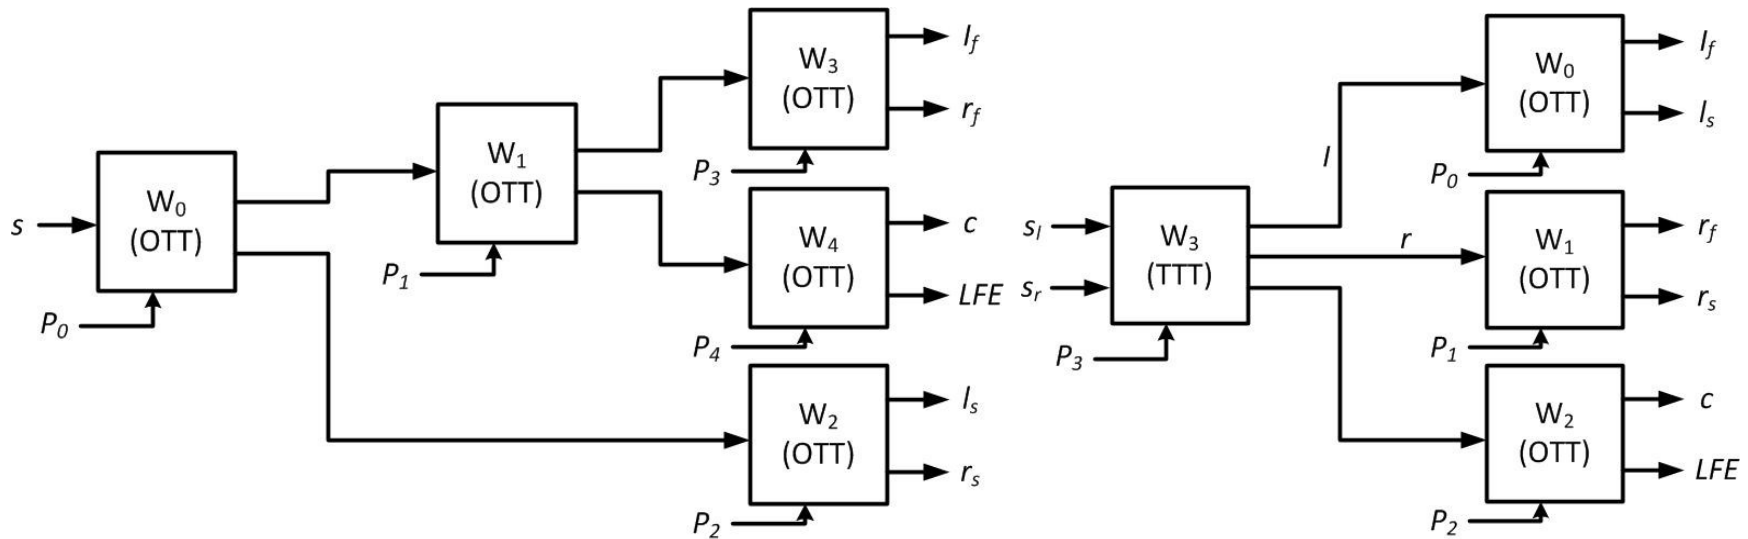 s
W0
(OTT)
P0
W1
(OTT)
P1
W3
(OTT)
P3
lf
rf
W4
(OTT)
P4
c
LFE
W2
(OTT)
P2
ls
rs
sl
sr
W3
(TTT)
P3
l
r
W0
(OTT)
P0
lf
ls
W1
(OTT)
P1
rf
rs
W2
(OTT)
P2
c
LFE